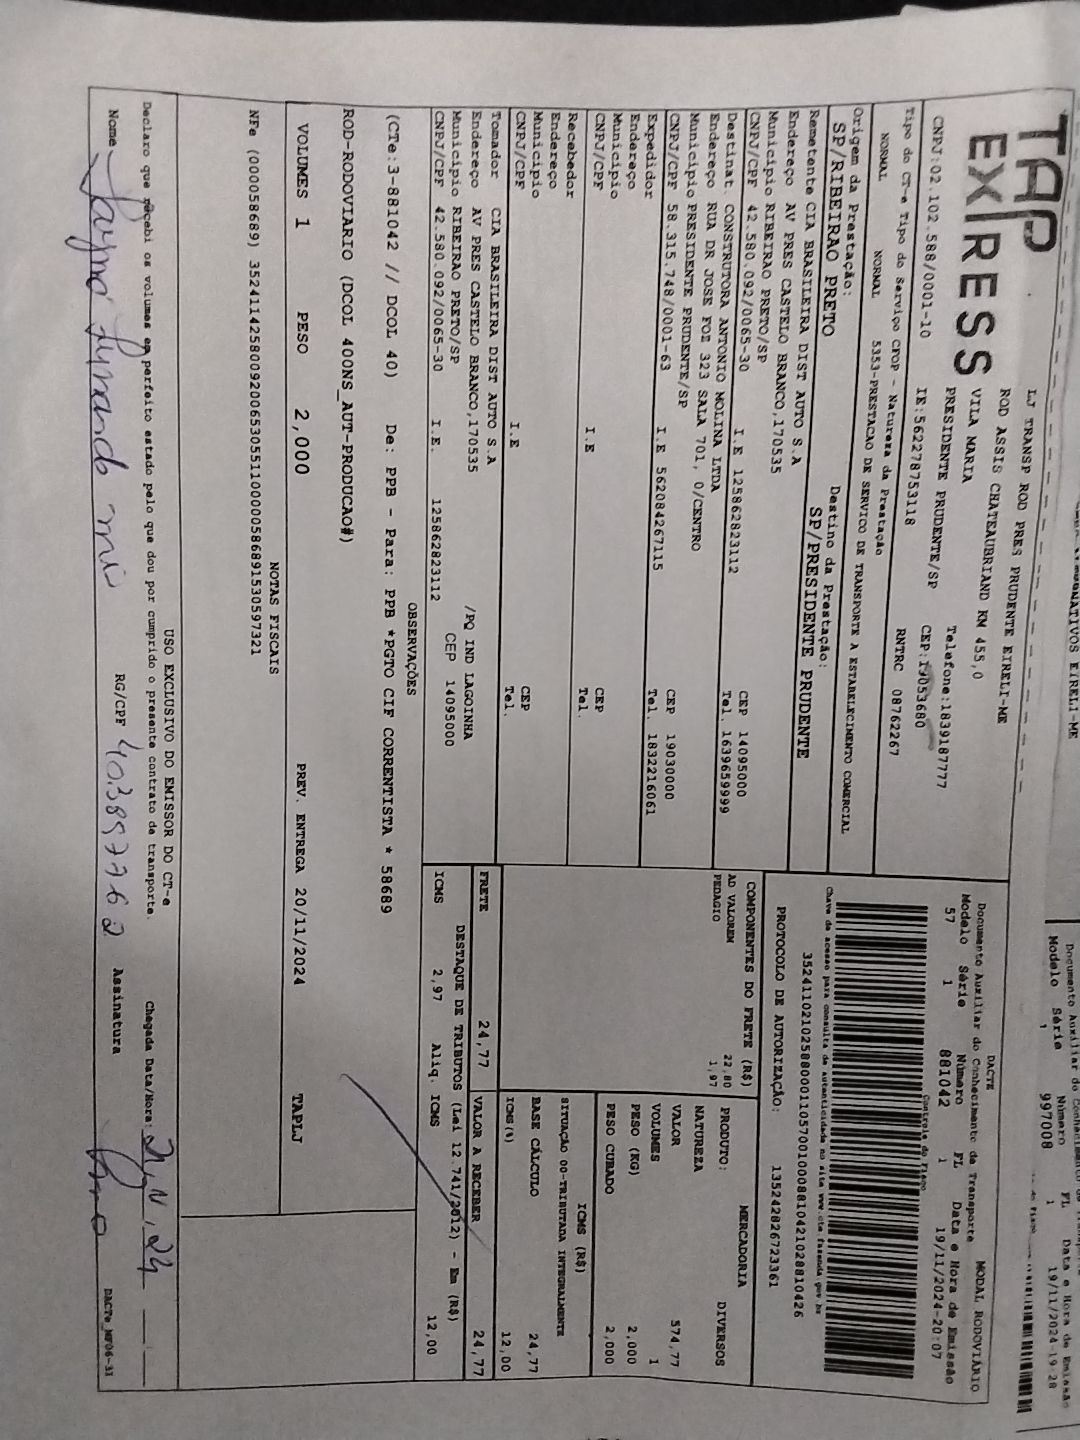 TAP
EXPRESS
LJ TRANSP ROD PRES PRUDENTE EIRELI-ME
ROD ASSIS CHATEAUBRIAND KM 455,0
VILA MARIA
PRESIDENTE PRUDENTE/SP Telefone:1839187777
CNPJ:02.102.588/0001-10 IE:562278753118 CEP:19053680
RNTRC 08762267
Tipo do CT-e Tipo do Serviço CFOP - Natureza da Prestação
NORMAL NORMAL 5353-PRESTACAO DE SERVICO DE TRANSPORTE A ESTABELECIMENTO COMERCIAL
Origem da Prestação: Destino da Prestação:
SP/RIBEIRAO PRETO SP/PRESIDENTE PRUDENTE
DACTE MODAL RODOVIÁRIO
Documento Auxiliar do Conhecimento de Transporte
Modelo Série Número FL Data e Hora de Emissão
57 1 881042 1 19/11/2024-20:07
Controle do Fisco
Chave de acesso para consulta de autenticidade no site www.cte.fazenda.gov.br
35241102102588000110570010008810421028810426
PROTOCOLO DE AUTORIZAÇÃO: 135242826723361
Remetente CIA BRASILEIRA DIST AUTO S.A
Endereço AV PRES CASTELO BRANCO,170535
Município RIBEIRAO PRETO/SP CEP 14095000
CNPJ/CPF 42.580.092/0065-30 I.E 125862823112 Tel. 1639659999
Destinat. CONSTRUTORA ANTONIO MOLINA LTDA
Endereço RUA DR JOSE FOZ 323 SALA 701, 0/CENTRO
Município PRESIDENTE PRUDENTE/SP CEP 19030000
CNPJ/CPF 58.315.748/0001-63 I.E 562084267115 Tel. 1832216061
Expedidor
Endereço
Município CEP
CNPJ/CPF I.E Tel.
Recebedor
Endereço
Município CEP
CNPJ/CPF I.E Tel.
Tomador CIA BRASILEIRA DIST AUTO S.A
Endereço AV PRES CASTELO BRANCO,170535 /PQ IND LAGOINHA
Município RIBEIRAO PRETO/SP CEP 14095000
CNPJ/CPF 42.580.092/0065-30 I.E. 125862823112
COMPONENTES DO FRETE (R$)
AD VALOREM 22,80
PEDAGIO 1,97
PRODUTO: MERCADORIA
NATUREZA DIVERSOS
VALOR 574,77
VOLUMES 1
PESO (KG) 2,000
PESO CUBADO 2,000
ICMS (R$)
SITUAÇÃO 00-TRIBUTADA INTEGRALMENTE
BASE CÁLCULO 24,77
ICMS(%) 12,00
FRETE 24,77 VALOR A RECEBER 24,77
DESTAQUE DE TRIBUTOS (Lei 12.741/2012) - Em (R$)
ICMS 2,97 Aliq. ICMS 12,00
OBSERVAÇÕES
(CTe:3-881042 // DCOL 40) De: PPB - Para: PPB *PGTO CIF CORRENTISTA * 58689
ROD-RODOVIARIO (DCOL 400NS_AUT-PRODUCAO#)
VOLUMES 1 PESO 2,000 PREV. ENTREGA 20/11/2024 TAPLJ
NOTAS FISCAIS
NFe (000058689) 35241142580092006530551100000586891530597321
USO EXCLUSIVO DO EMISSOR DO CT-e
Declaro que recebi os volumes em perfeito estado pelo que dou por cumprido o presente contrato de transporte. Chegada Data/Hora:
Nome RG/CPF 403897762 Assinatura
DACTe_MF06-31
EIRELI-ME
Modelo Série Número FL Data e Hora de Emissão
1 997008 1 19/11/2024-19:28